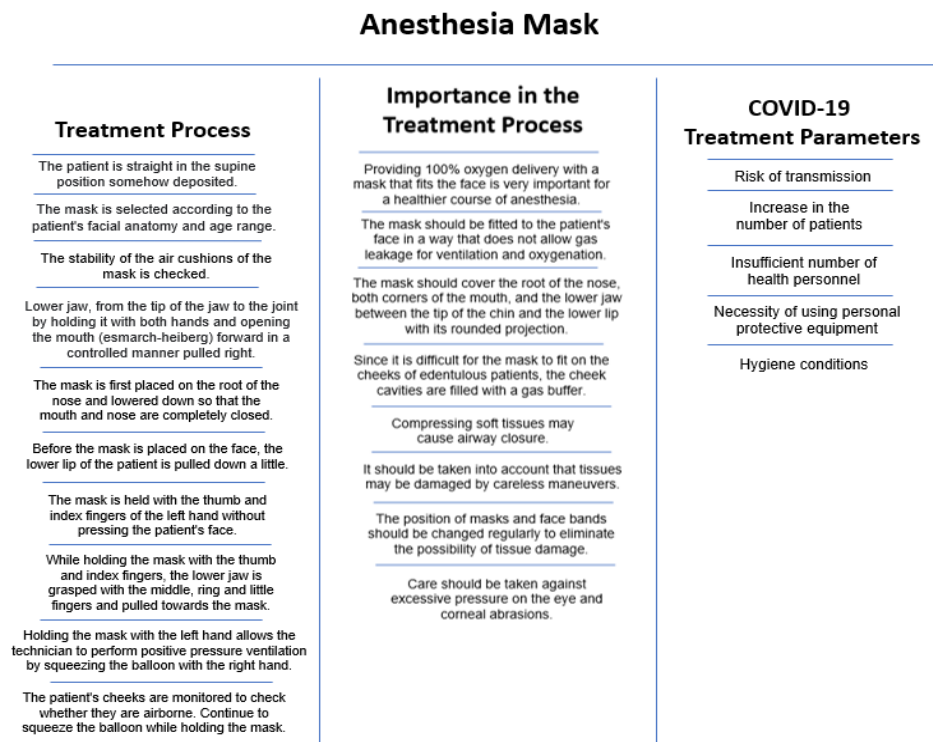 Anesthesia Mask
Treatment Process
The patient is straight in the supine
position somehow deposited.
The mask is selected according to the
patient's facial anatomy and age range.
The stability of the air cushions of the
mask is checked.
Lower jaw, from the tip of the jaw to the joint
by holding it with both hands and opening
the mouth (esmarch-heiberg) forward in a
controlled manner pulled right.
The mask is first placed on the root of the
nose and lowered down so that the
mouth and nose are completely closed.
Before the mask is placed on the face, the
lower lip of the patient is pulled down a little.
The mask is held with the thumb and
index fingers of the left hand without
pressing the patient's face.
While holding the mask with the thumb
and index fingers, the lower jaw is
grasped with the middle, ring and little
fingers and pulled towards the mask.
Holding the mask with the left hand allows the
technician to perform positive pressure ventilation
by squeezing the balloon with the right hand.
The patient's cheeks are monitored to check
whether they are airborne. Continue to
squeeze the balloon while holding the mask.
Importance in the
Treatment Process
Providing 100% oxygen delivery with a
mask that fits the face is very important for
a healthier course of anesthesia.
The mask should be fitted to the patient's
face in a way that does not allow gas
leakage for ventilation and oxygenation.
The mask should cover the root of the nose,
both corners of the mouth, and the lower jaw
between the tip of the chin and the lower lip
with its rounded projection.
Since it is difficult for the mask to fit on the
cheeks of edentulous patients, the cheek
cavities are filled with a gas buffer.
Compressing soft tissues may
cause airway closure.
It should be taken into account that tissues
may be damaged by careless maneuvers.
The position of masks and face bands
should be changed regularly to eliminate
the possibility of tissue damage.
Care should be taken against
excessive pressure on the eye and
corneal abrasions.
COVID-19
Treatment Parameters
Risk of transmission
Increase in the
number of patients
Insufficient number of
health personnel
Necessity of using personal
protective equipment
Hygiene conditions